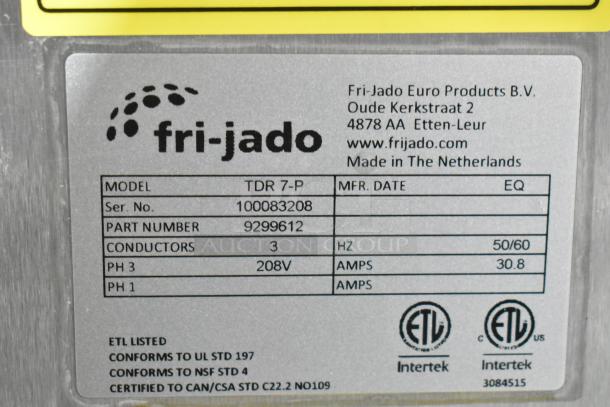 fri-jado
Fri-Jado Euro Products B.V.
Oude Kerkstraat 2
4878 AA Etten-Leur
www.frijado.com
Made in The Netherlands
MODEL TDR 7-P MFR. DATE EQ
Ser. No. 100083208
PART NUMBER 9299612
CONDUCTORS 3 HZ 50/60
PH 3 208V AMPS 30.8
PH 1 AMPS
AUCTION GROUP
ETL LISTED
CONFORMS TO UL STD 197
CONFORMS TO NSF STD 4
CERTIFIED TO CAN/CSA STD C22.2 NO109
ETL
Intertek
C ETL US
Intertek
3084515